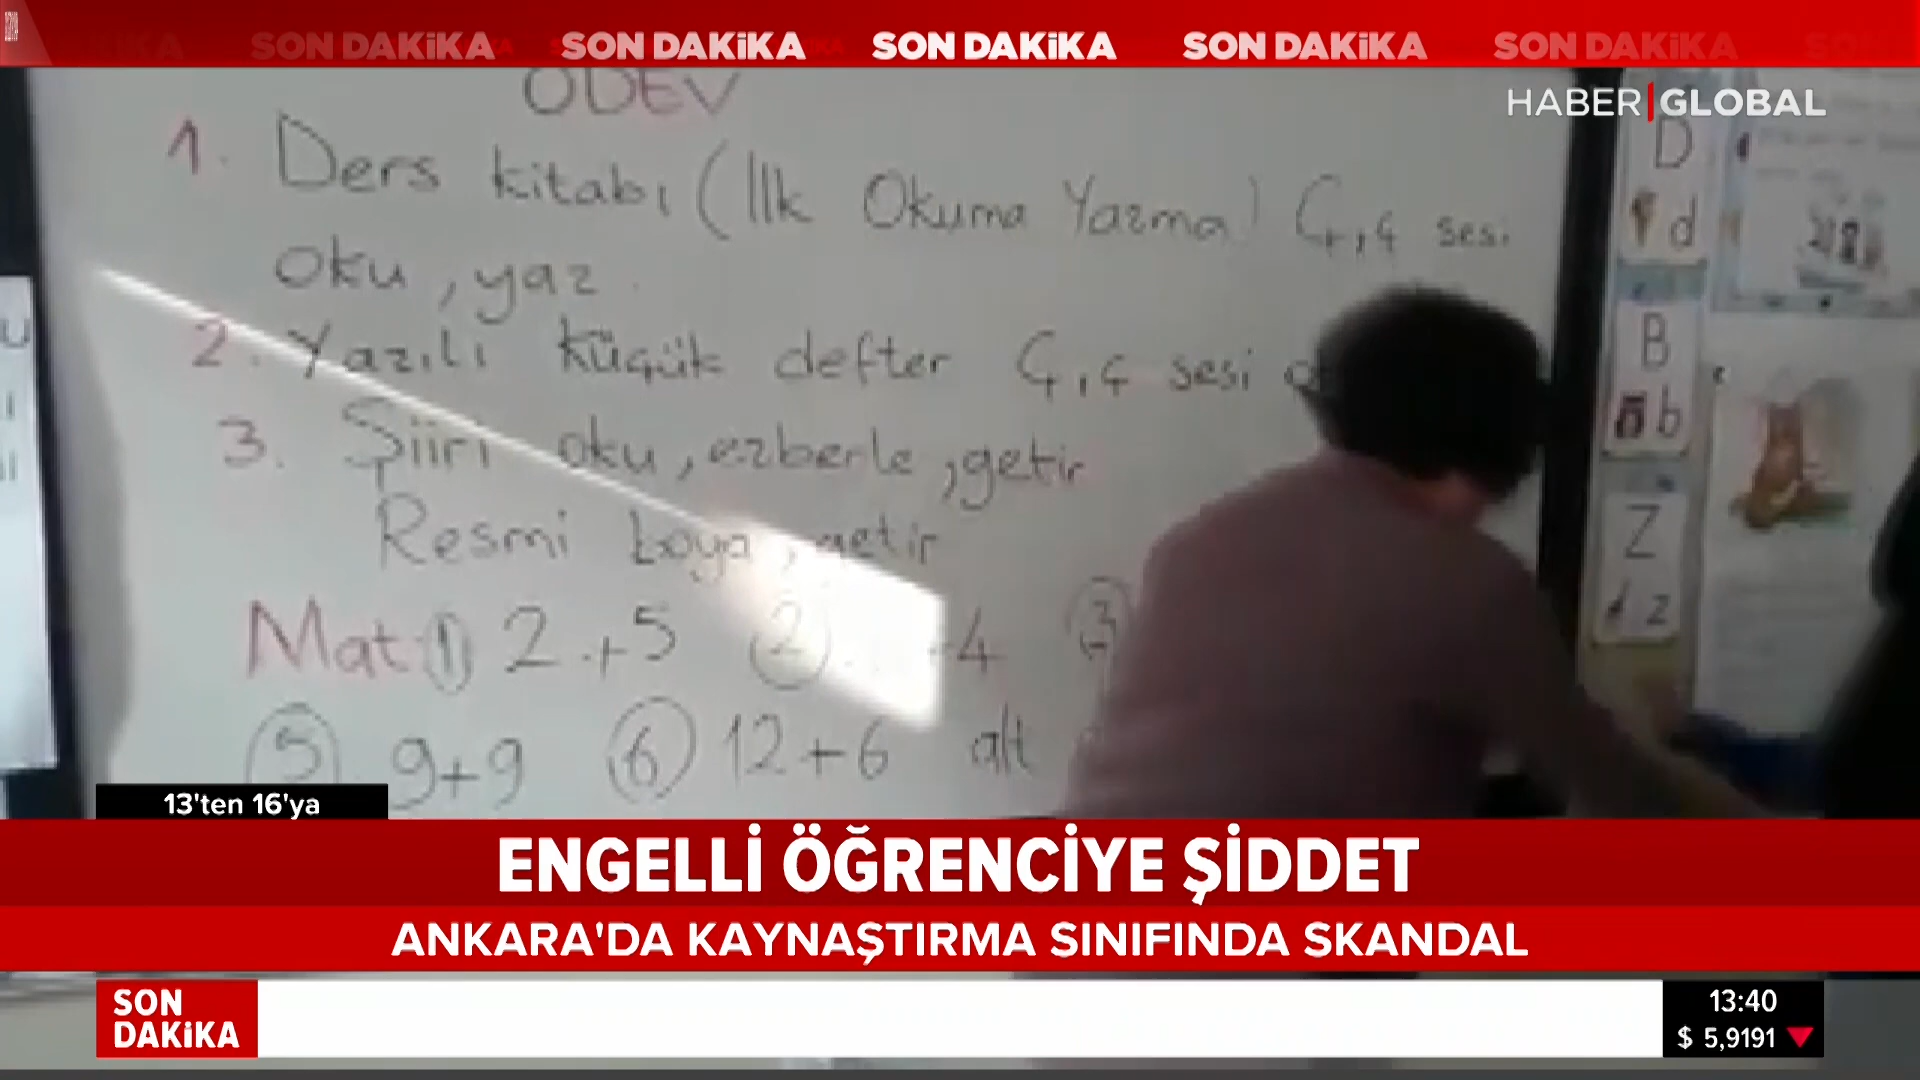 SON DAKİKA SON DAKİKA SON DAKİKA SON DAKİKA SON DAKİKA
HABER GLOBAL
ÖDEV
1. Ders kitabı (İlk Okuma Yazma) Ç,ç sesi
oku, yaz.
2. Yazılı küçük defter Ç,ç sesi
3. Şiiri oku, ezberle, getir
Resmi boya, getir
Mat ① 2+5 ② -4 ③
⑤ 9+9 ⑥ 12+6 alt
D
d
B
b
Z
z
13'ten 16'ya
ENGELLİ ÖĞRENCİYE ŞİDDET
ANKARA'DA KAYNAŞTIRMA SINIFINDA SKANDAL
SON
DAKİKA
13:40
$ 5,9191